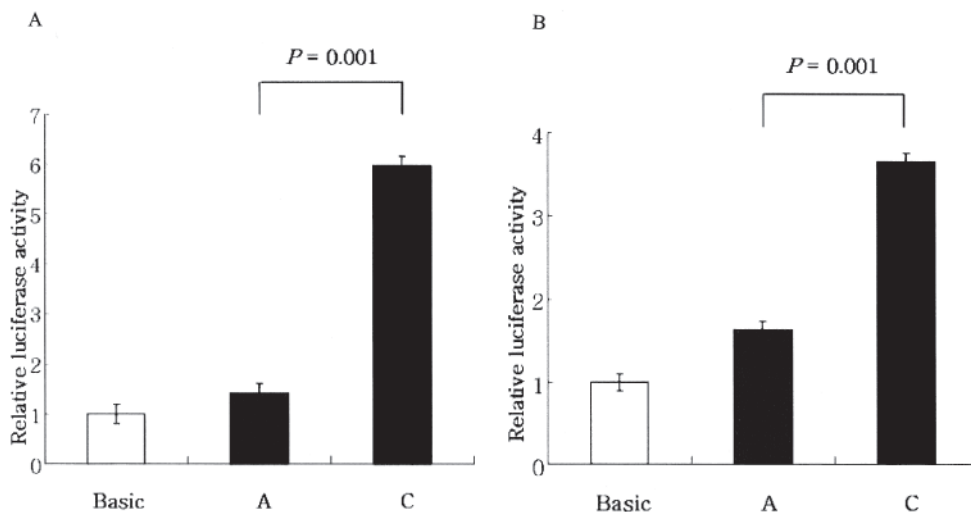 A
P = 0.001
7
6
5
4
3
2
1
0
Relative luciferase activity
Basic
A
C
B
P = 0.001
4
3
2
1
0
Relative luciferase activity
Basic
A
C